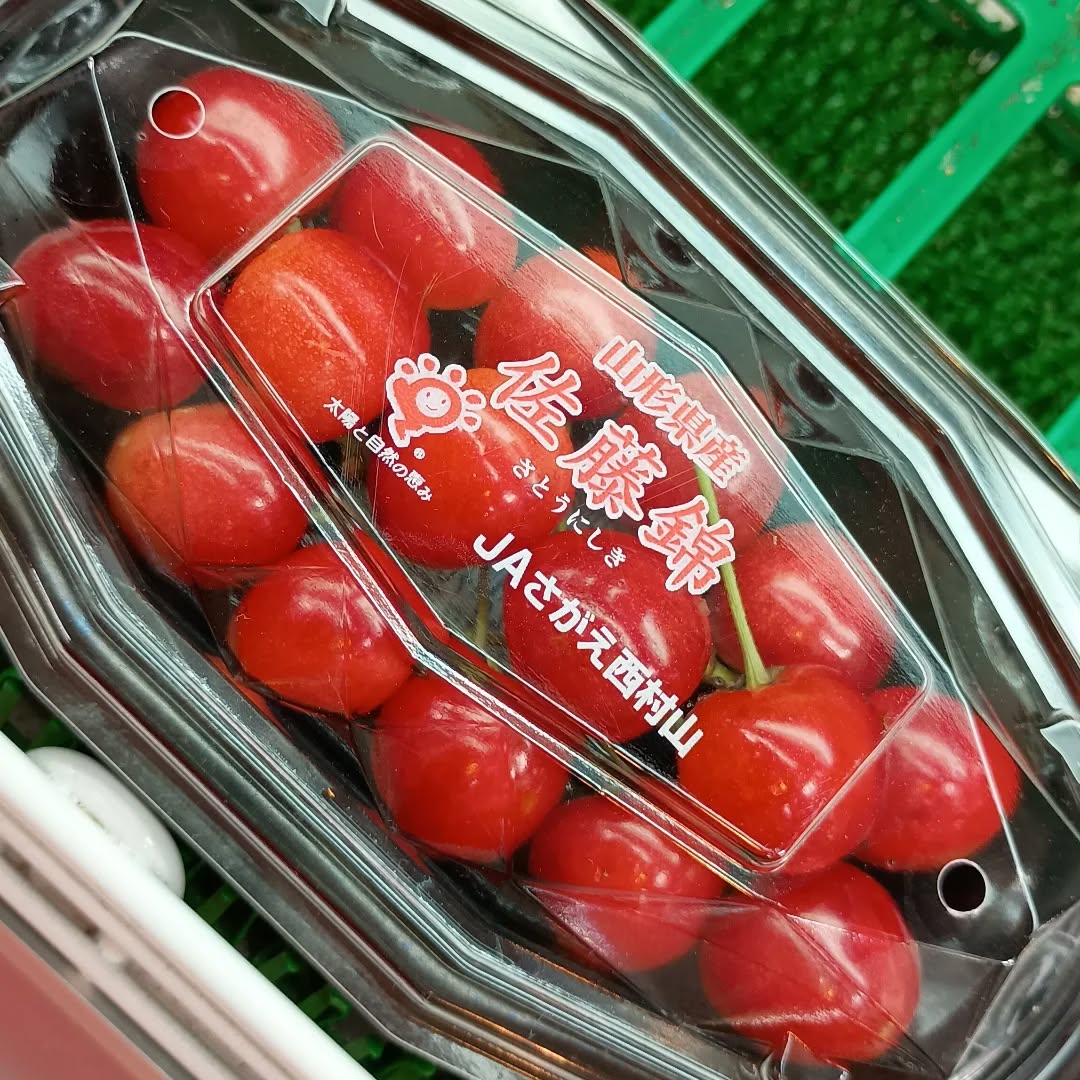 山形県産
佐藤錦
さとうにしき
JAさがえ西村山
®
太陽と自然の恵み